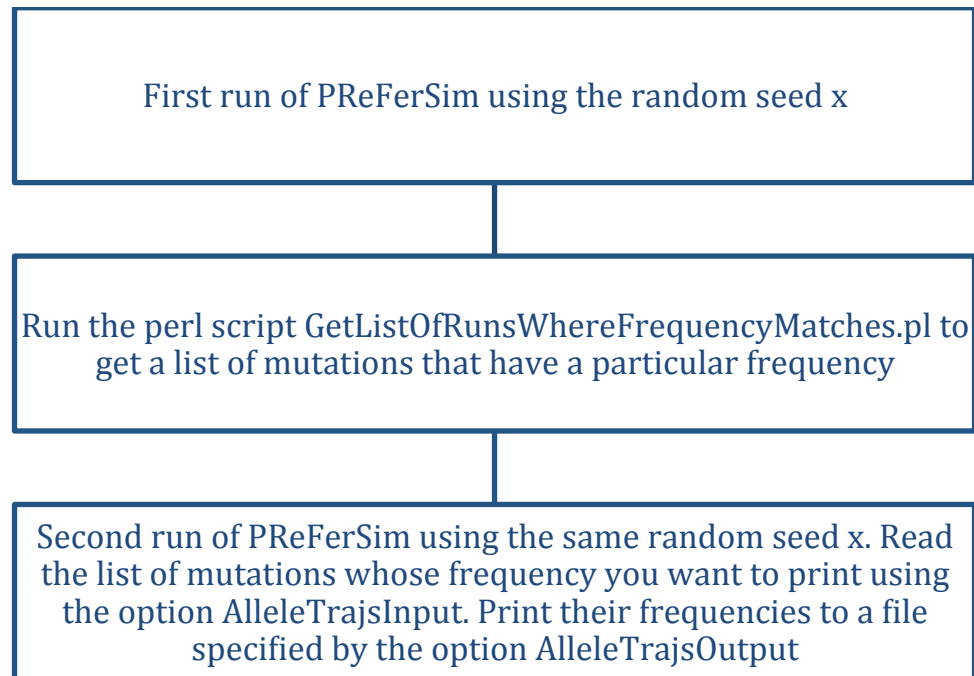 First run of PReFerSim using the random seed x
Run the perl script GetListOfRunsWhereFrequencyMatches.pl to
get a list of mutations that have a particular frequency
Second run of PReFerSim using the same random seed x. Read
the list of mutations whose frequency you want to print using
the option AlleleTrajsInput. Print their frequencies to a file
specified by the option AlleleTrajsOutput